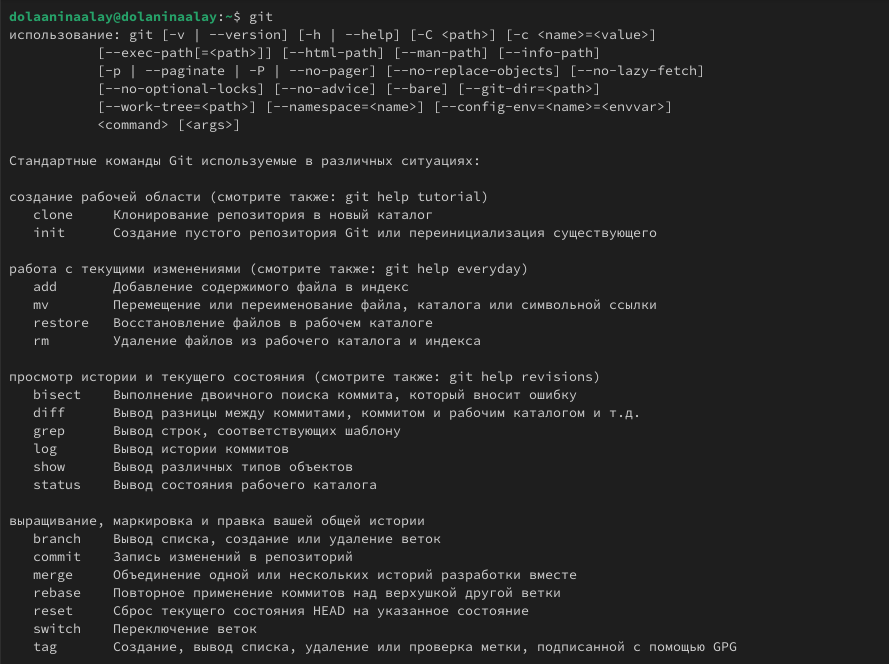 dolaaninaalay@dolaninaalay:~$ git
использование: git [-v | --version] [-h | --help] [-C <path>] [-c <name>=<value>]
           [--exec-path[=<path>]] [--html-path] [--man-path] [--info-path]
           [-p | --paginate | -P | --no-pager] [--no-replace-objects] [--no-lazy-fetch]
           [--no-optional-locks] [--no-advice] [--bare] [--git-dir=<path>]
           [--work-tree=<path>] [--namespace=<name>] [--config-env=<name>=<envvar>]
           <command> [<args>]

Стандартные команды Git используемые в различных ситуациях:

создание рабочей области (смотрите также: git help tutorial)
   clone     Клонирование репозитория в новый каталог
   init      Создание пустого репозитория Git или переинициализация существующего

работа с текущими изменениями (смотрите также: git help everyday)
   add       Добавление содержимого файла в индекс
   mv        Перемещение или переименование файла, каталога или символьной ссылки
   restore   Восстановление файлов в рабочем каталоге
   rm        Удаление файлов из рабочего каталога и индекса

просмотр истории и текущего состояния (смотрите также: git help revisions)
   bisect    Выполнение двоичного поиска коммита, который вносит ошибку
   diff      Вывод разницы между коммитами, коммитом и рабочим каталогом и т.д.
   grep      Вывод строк, соответствующих шаблону
   log       Вывод истории коммитов
   show      Вывод различных типов объектов
   status    Вывод состояния рабочего каталога

выращивание, маркировка и правка вашей общей истории
   branch    Вывод списка, создание или удаление веток
   commit    Запись изменений в репозиторий
   merge     Объединение одной или нескольких историй разработки вместе
   rebase    Повторное применение коммитов над верхушкой другой ветки
   reset     Сброс текущего состояния HEAD на указанное состояние
   switch    Переключение веток
   tag       Создание, вывод списка, удаление или проверка метки, подписанной с помощью GPG